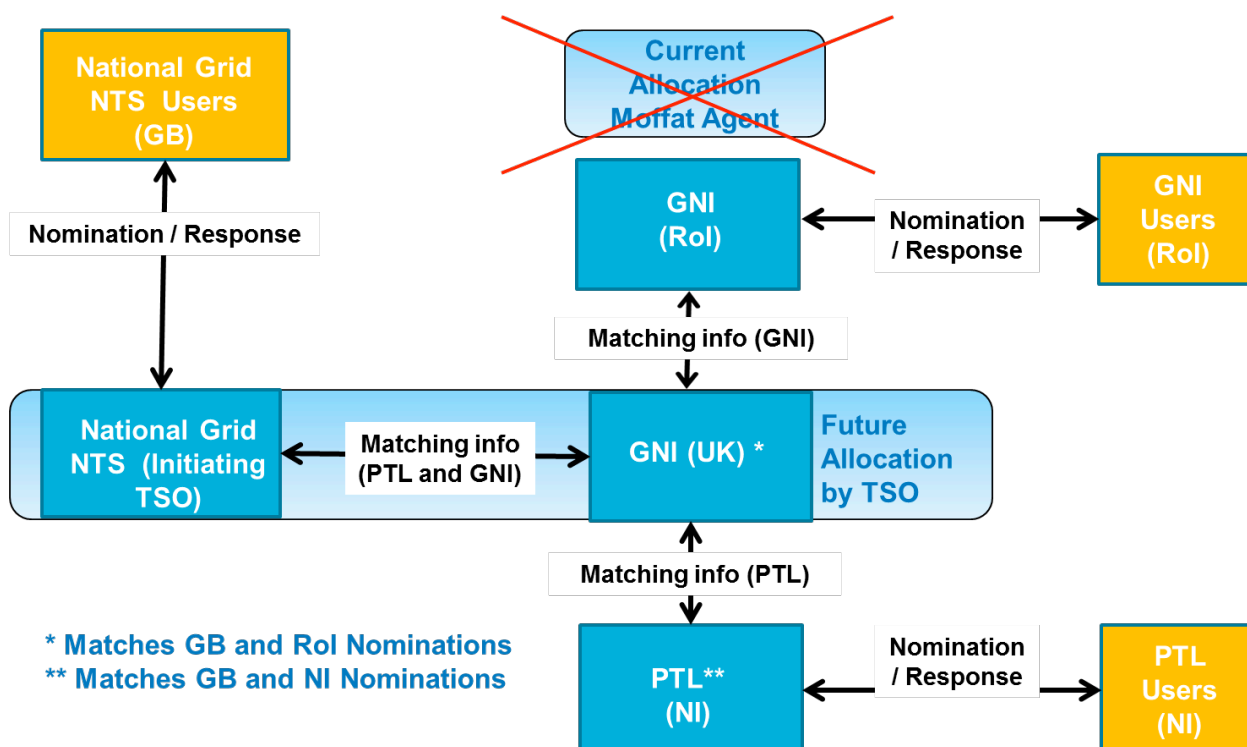 National Grid
NTS Users
(GB)
Current
Allocation
Moffat Agent
Nomination / Response
GNI
(RoI)
Nomination
/ Response
GNI
Users
(RoI)
Matching info (GNI)
National Grid
NTS (Initiating
TSO)
Matching info
(PTL and GNI)
GNI (UK) *
Future
Allocation
by TSO
Matching info (PTL)
* Matches GB and RoI Nominations
** Matches GB and NI Nominations
PTL**
(NI)
Nomination
/ Response
PTL
Users
(NI)